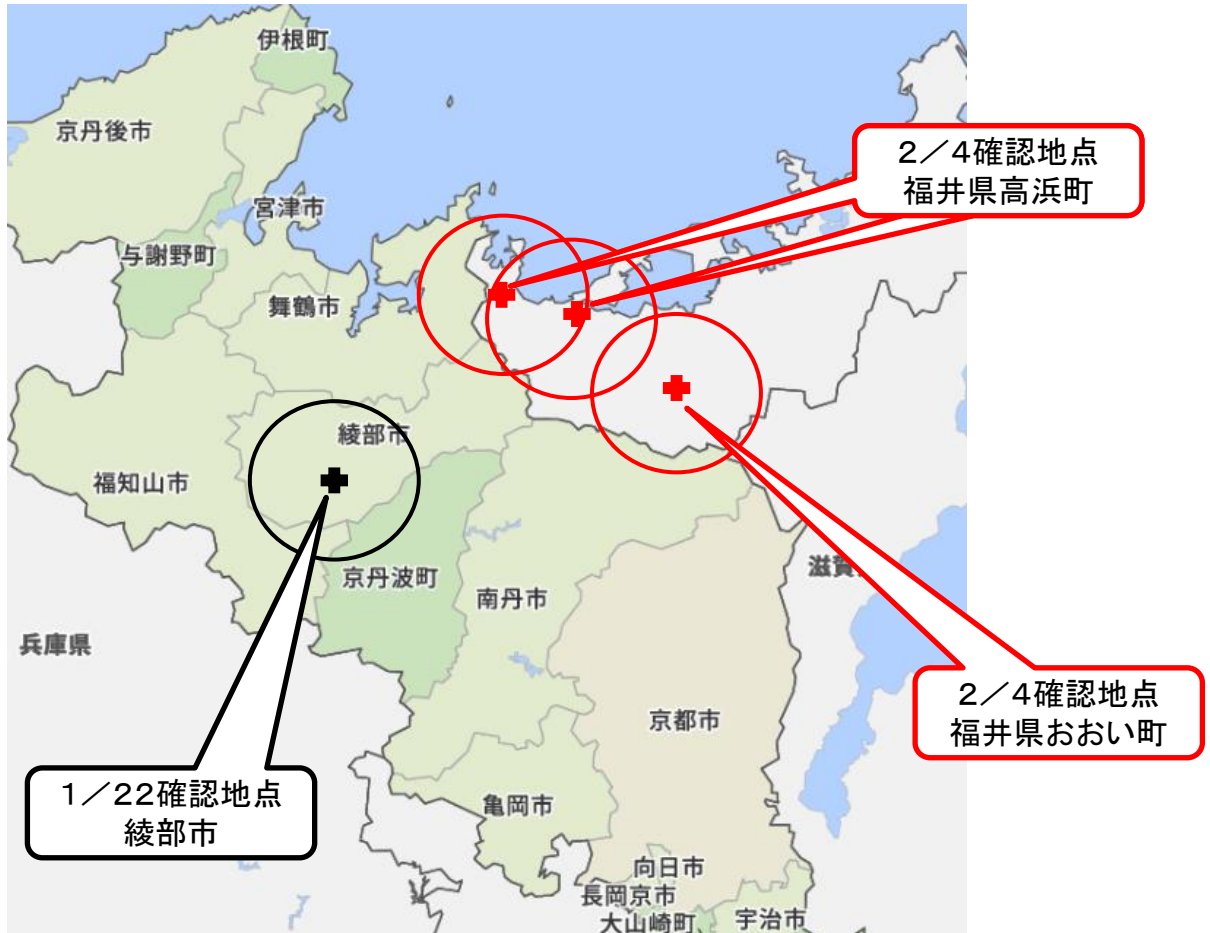 伊根町
京丹後市
2／4確認地点
福井県高浜町
宮津市
与謝野町
舞鶴市
綾部市
福知山市
滋賀
京丹波町
南丹市
兵庫県
2／4確認地点
福井県おおい町
京都市
1／22確認地点
綾部市
亀岡市
向日市
長岡京市
大山崎町
宇治市